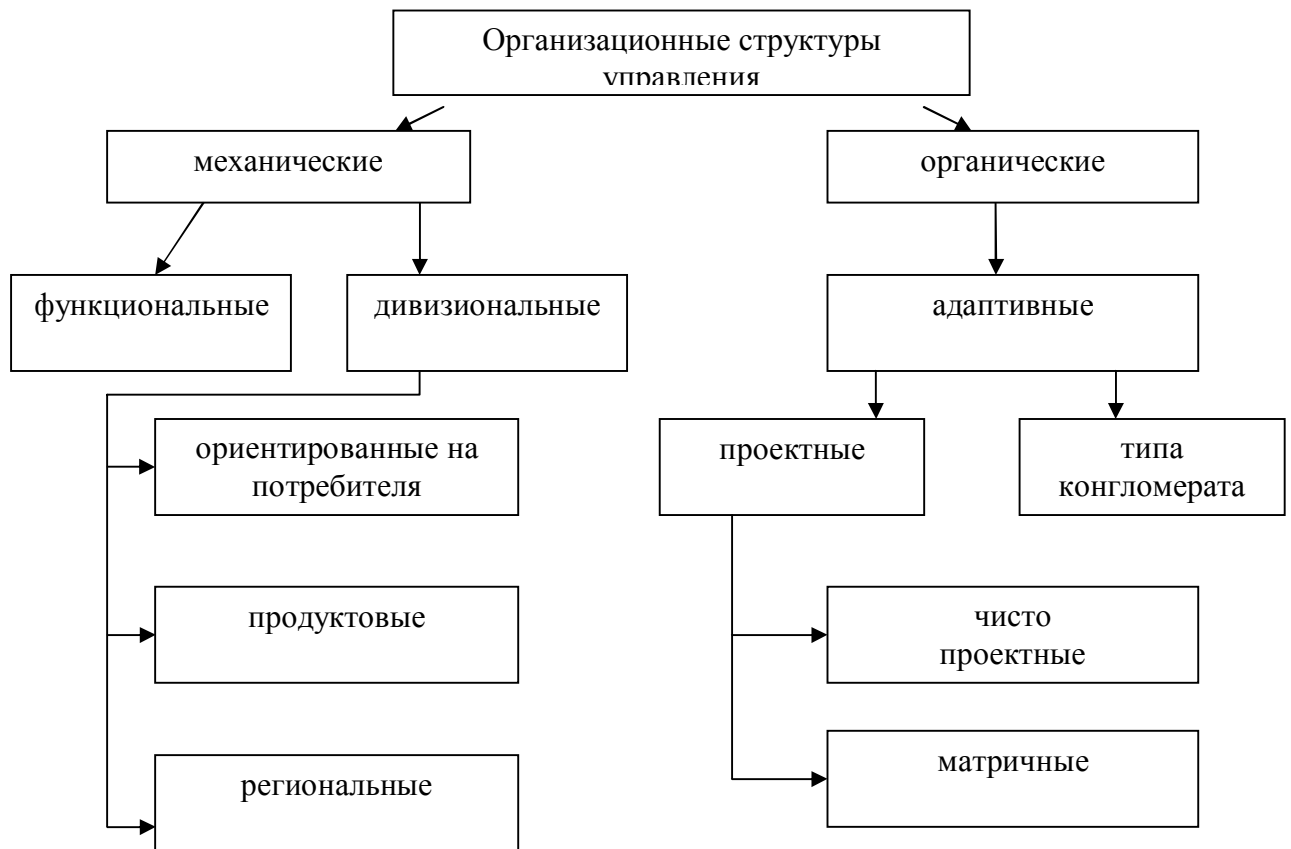 Организационные структуры
управления
механические
органические
функциональные
дивизиональные
адаптивные
ориентированные на
потребителя
проектные
типа
конгломерата
продуктовые
чисто
проектные
региональные
матричные